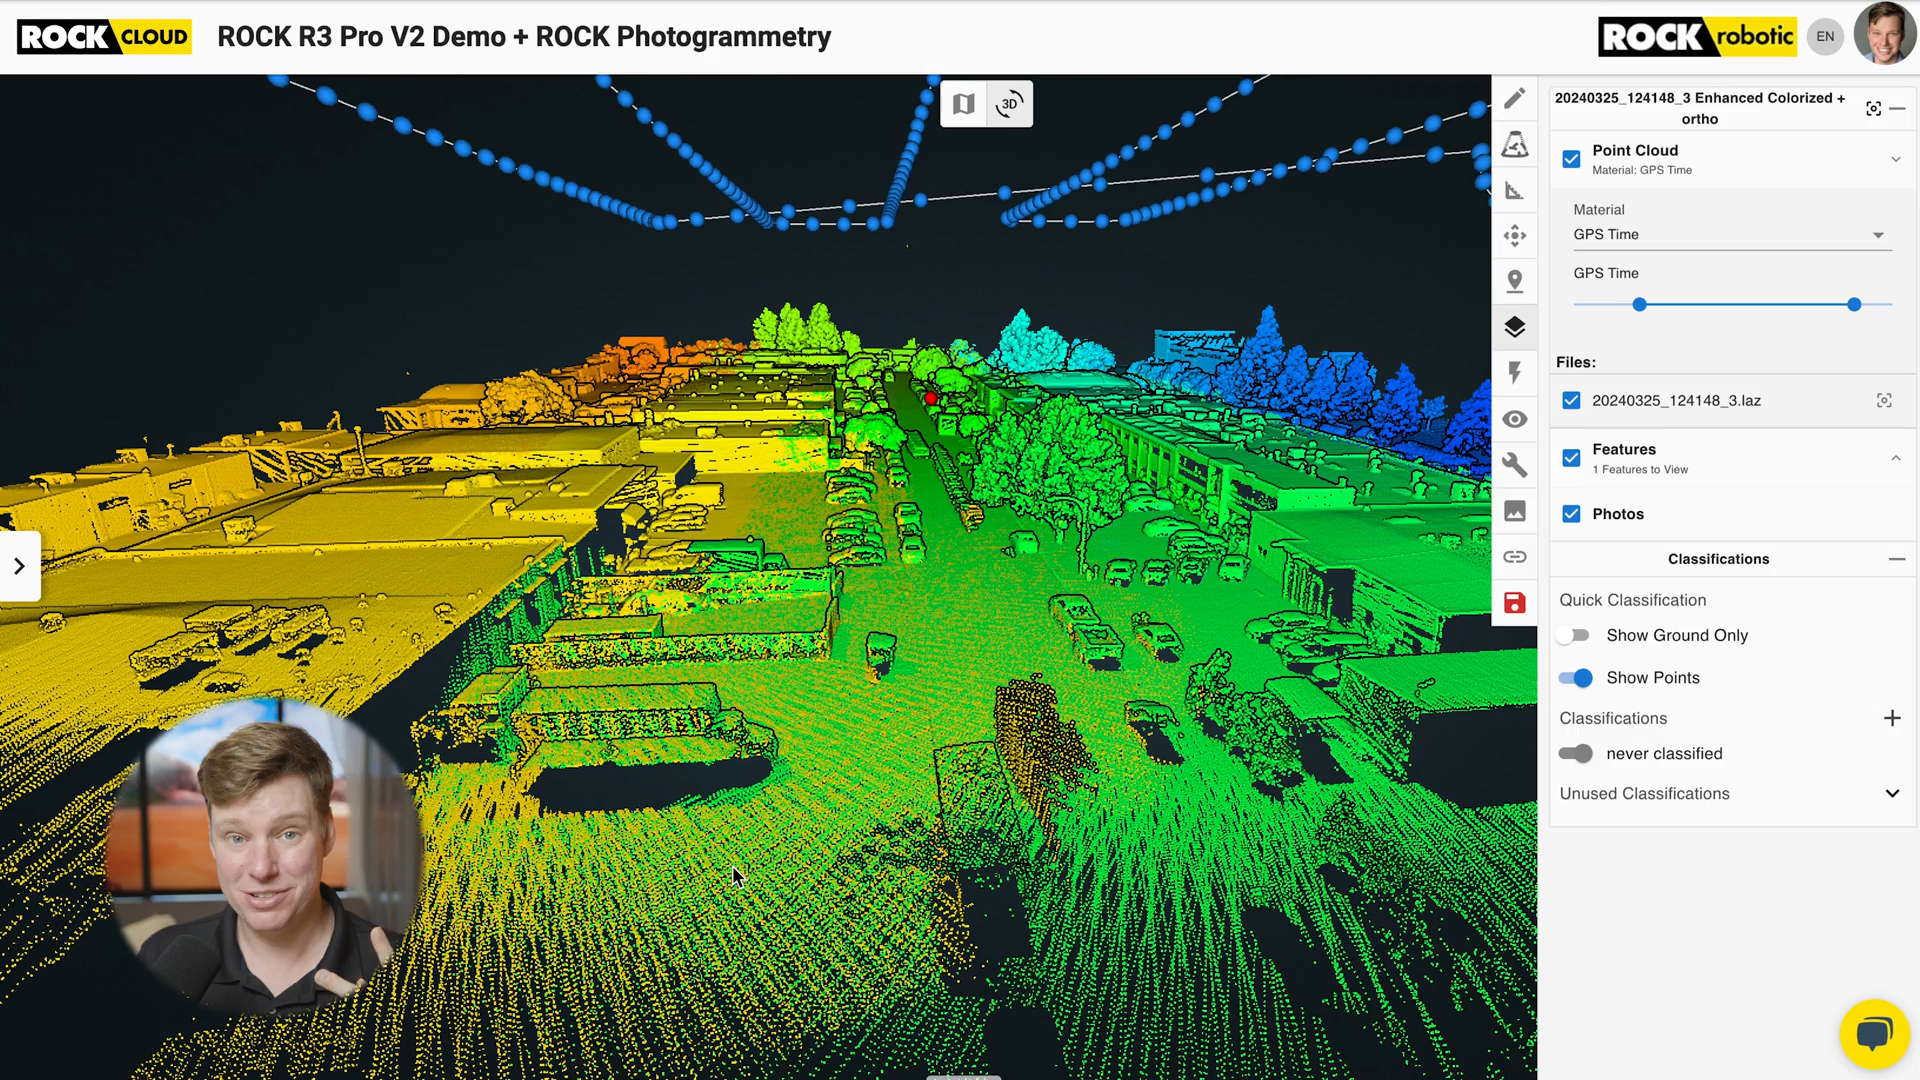 ROCK CLOUD
ROCK R3 Pro V2 Demo + ROCK Photogrammetry
ROCK robotic
EN
3D
20240325_124148_3 Enhanced Colorized +
ortho
Point Cloud
Material: GPS Time
Material
GPS Time
GPS Time
Files:
20240325_124148_3.laz
Features
1 Features to View
Photos
Classifications
Quick Classification
Show Ground Only
Show Points
Classifications
never classified
Unused Classifications